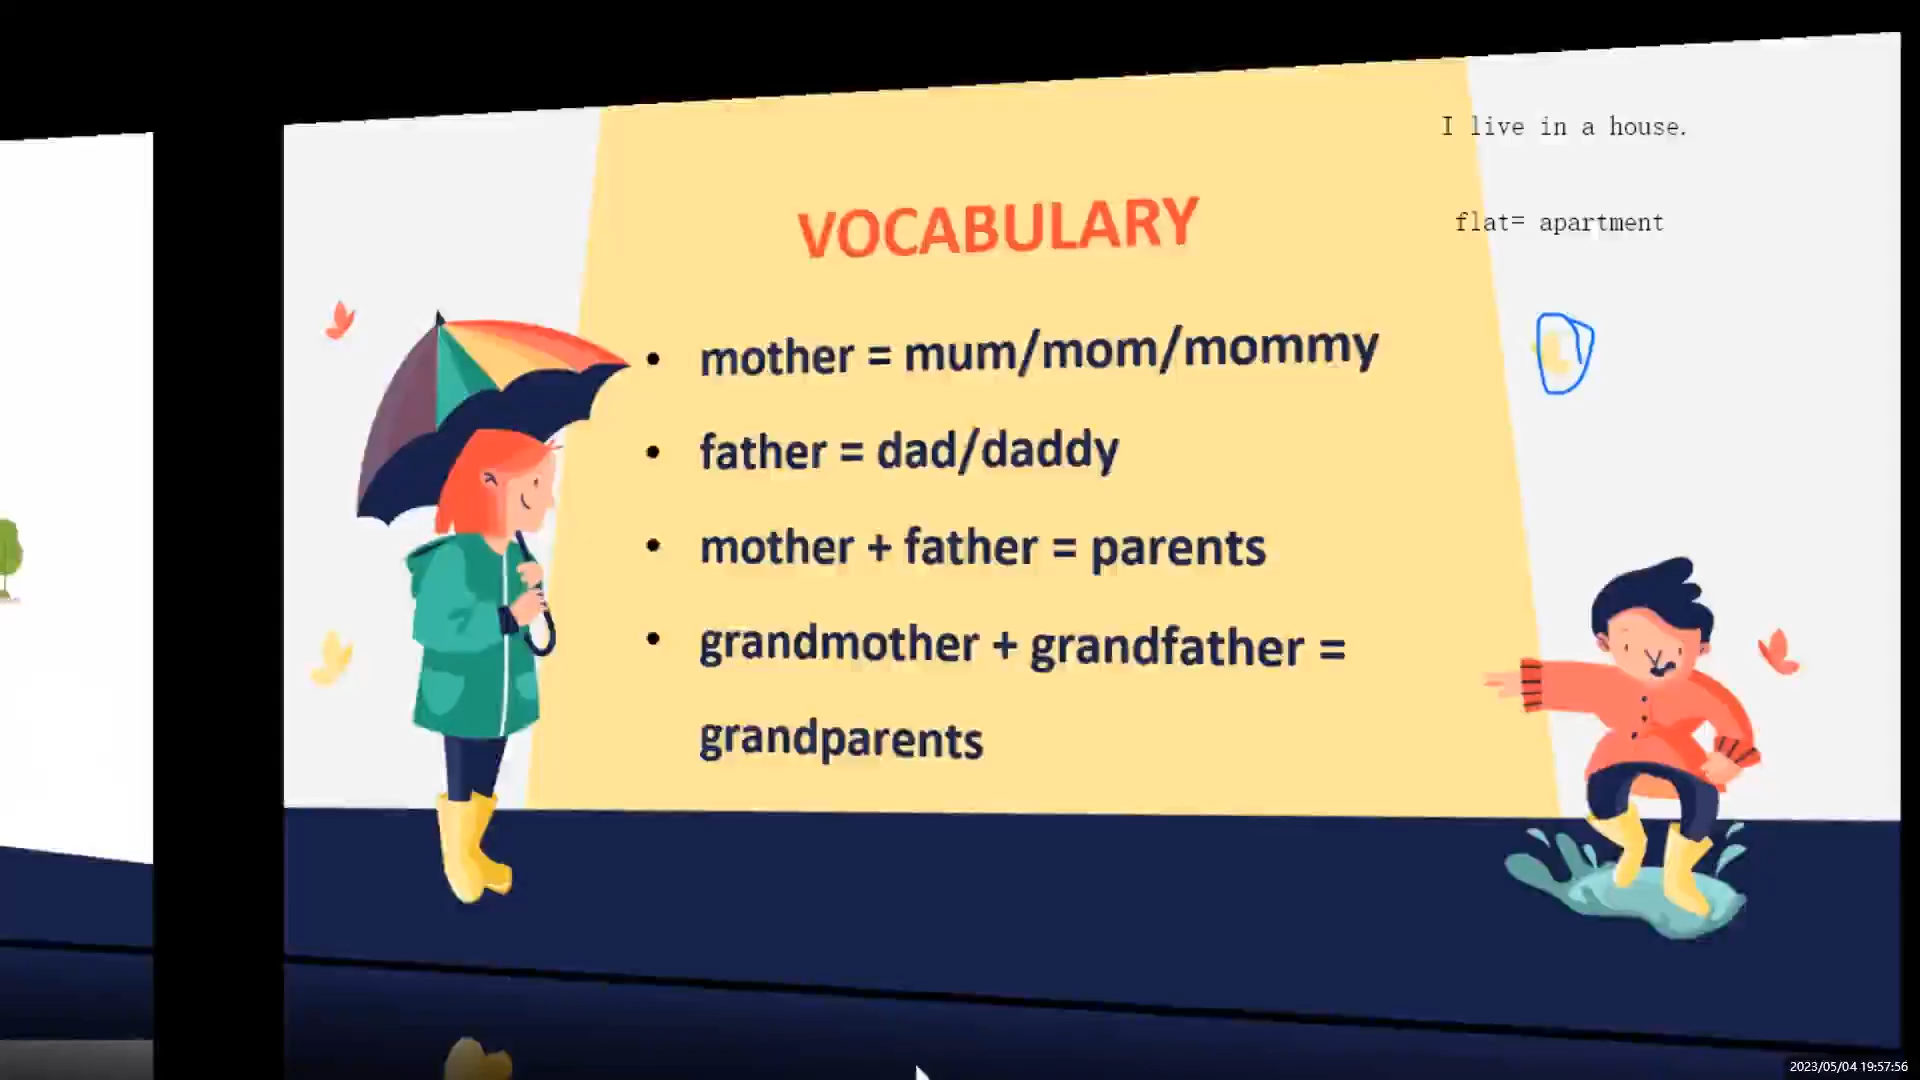 I live in a house.
flat= apartment
VOCABULARY
• mother = mum/mom/mommy
• father = dad/daddy
• mother + father = parents
• grandmother + grandfather =
grandparents
2023/05/04 19:57:56